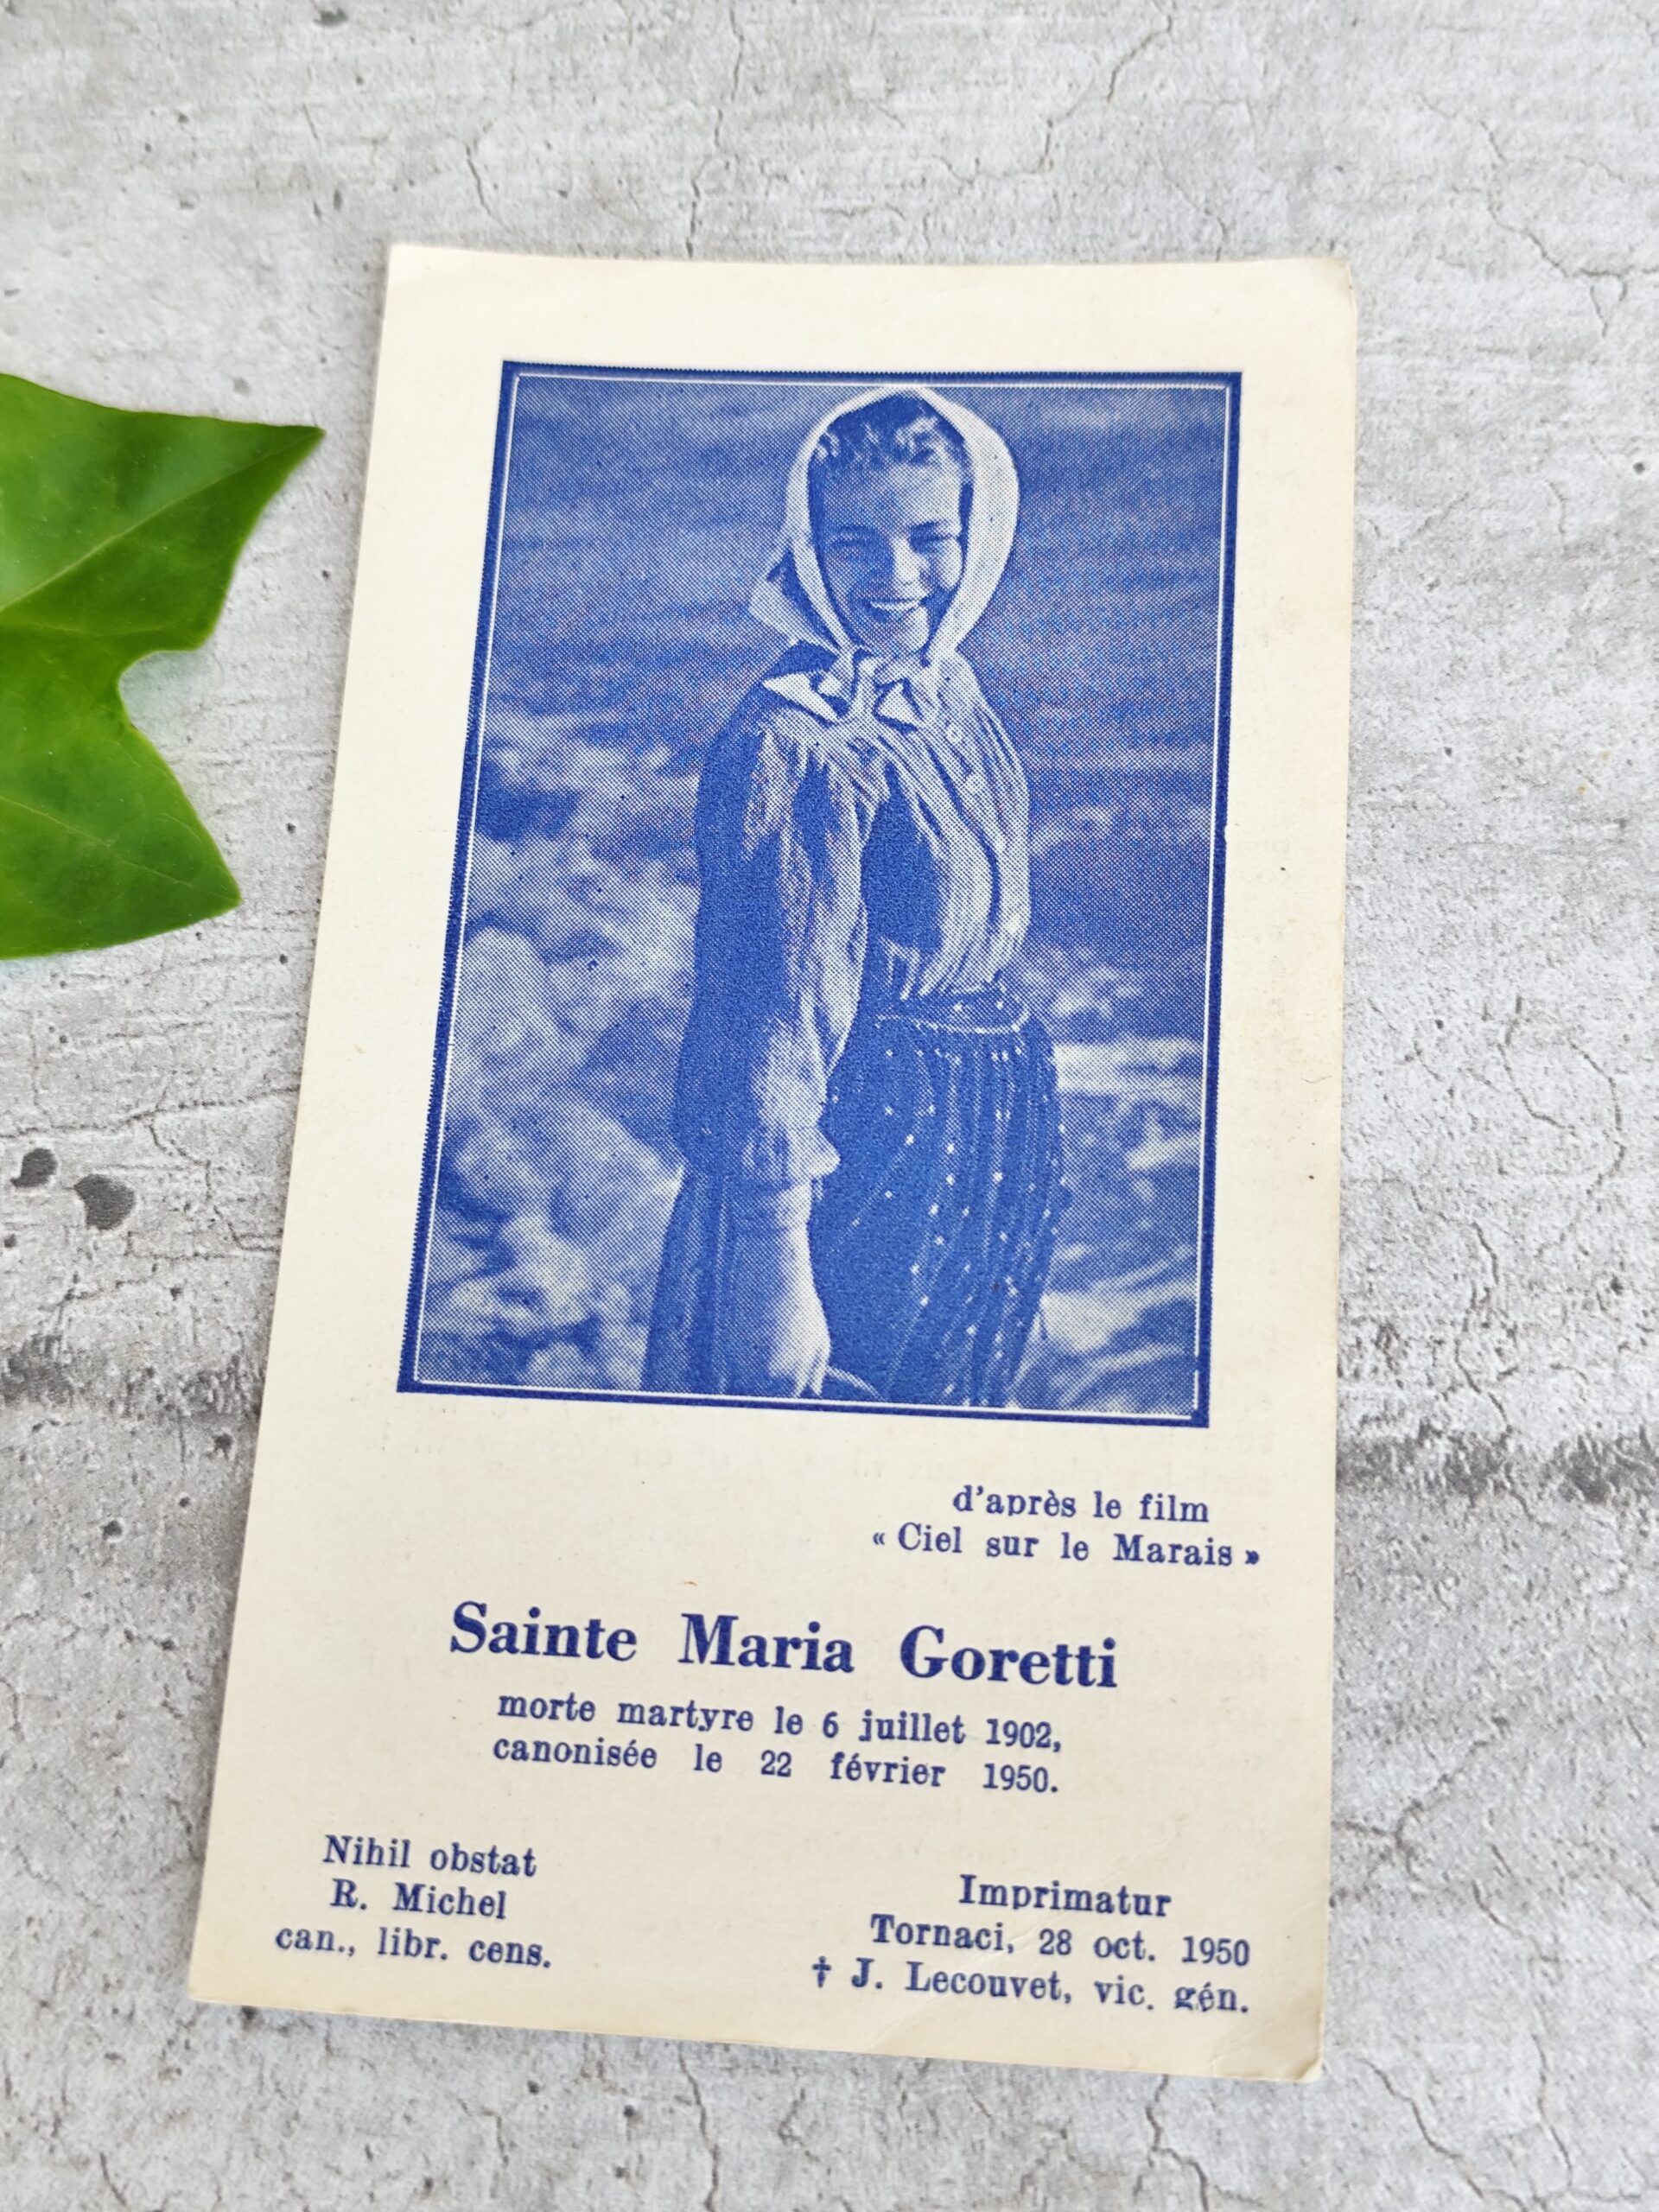 d'après le film
« Ciel sur le Marais »
Sainte Maria Goretti
morte martyre le 6 juillet 1902,
canonisée le 22 février 1950.
Nihil obstat
R. Michel
can., libr. cens.
Imprimatur
Tornaci, 28 oct. 1950
† J. Lecouvet, vic. gén.